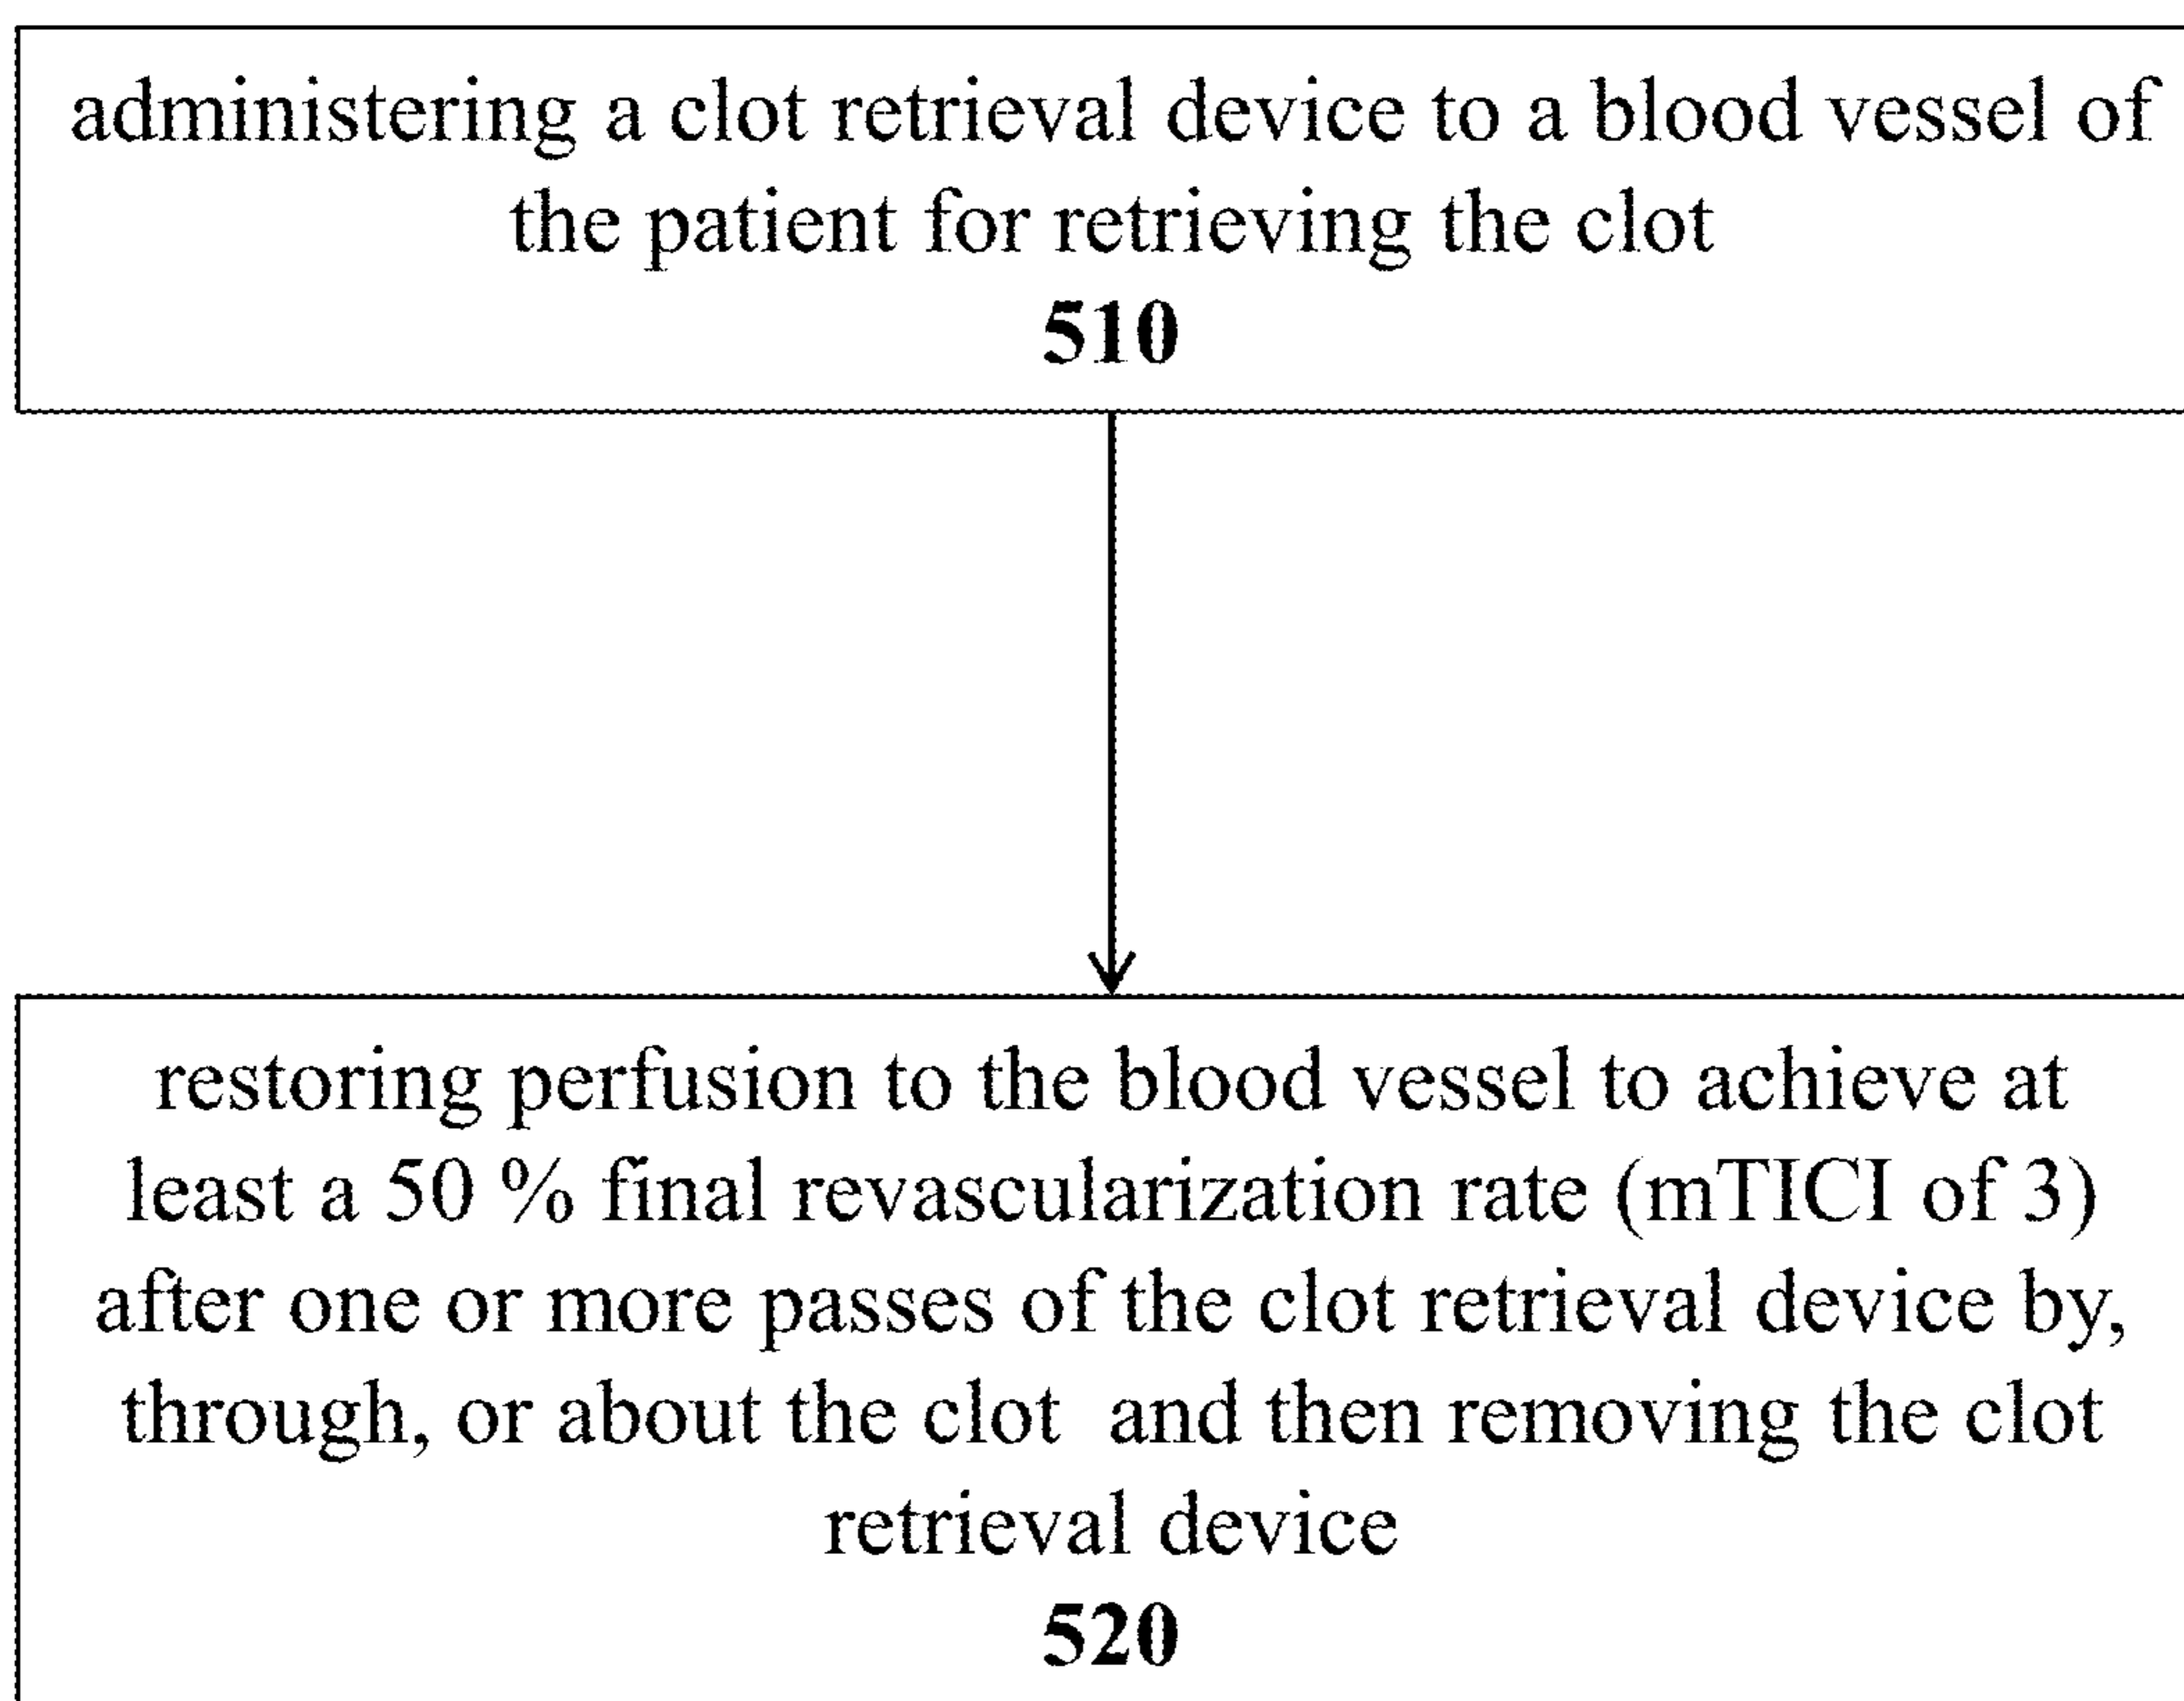 administering a clot retrieval device to a blood vessel of
the patient for retrieving the clot
510
restoring perfusion to the blood vessel to achieve at
least a 50 % final revascularization rate (mTICI of 3)
after one or more passes of the clot retrieval device by,
through, or about the clot and then removing the clot
retrieval device
520